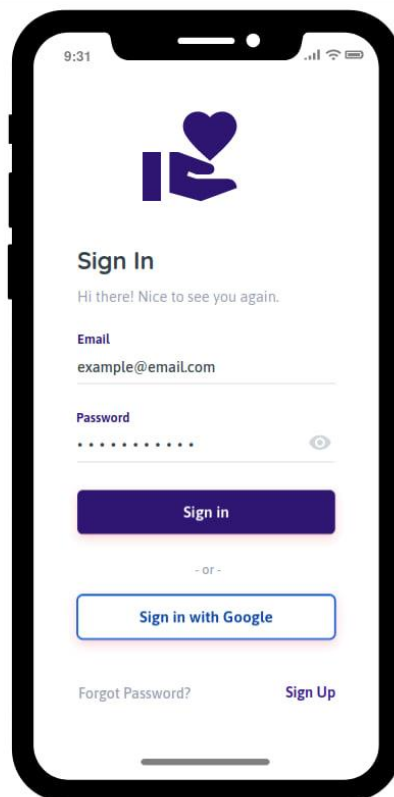 9:31
Sign In
Hi there! Nice to see you again.
Email
example@email.com
Password
Sign in
- or -
Sign in with Google
Forgot Password? Sign Up